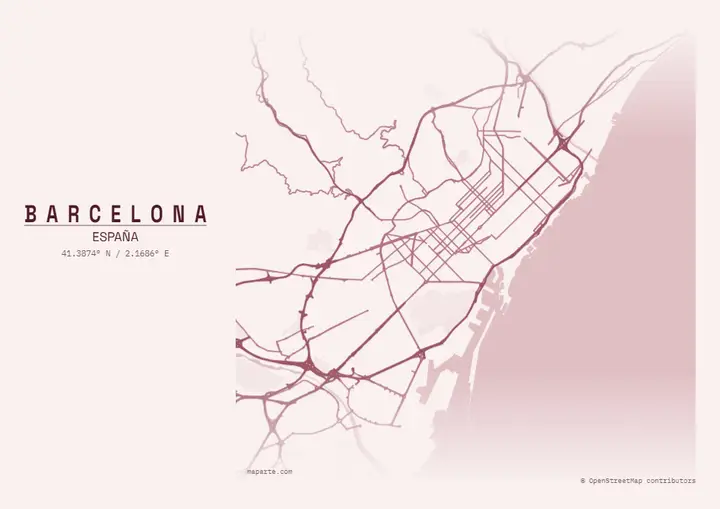 BARCELONA
ESPAÑA
41.3874° N / 2.1686° E
maparte.com
© OpenStreetMap contributors